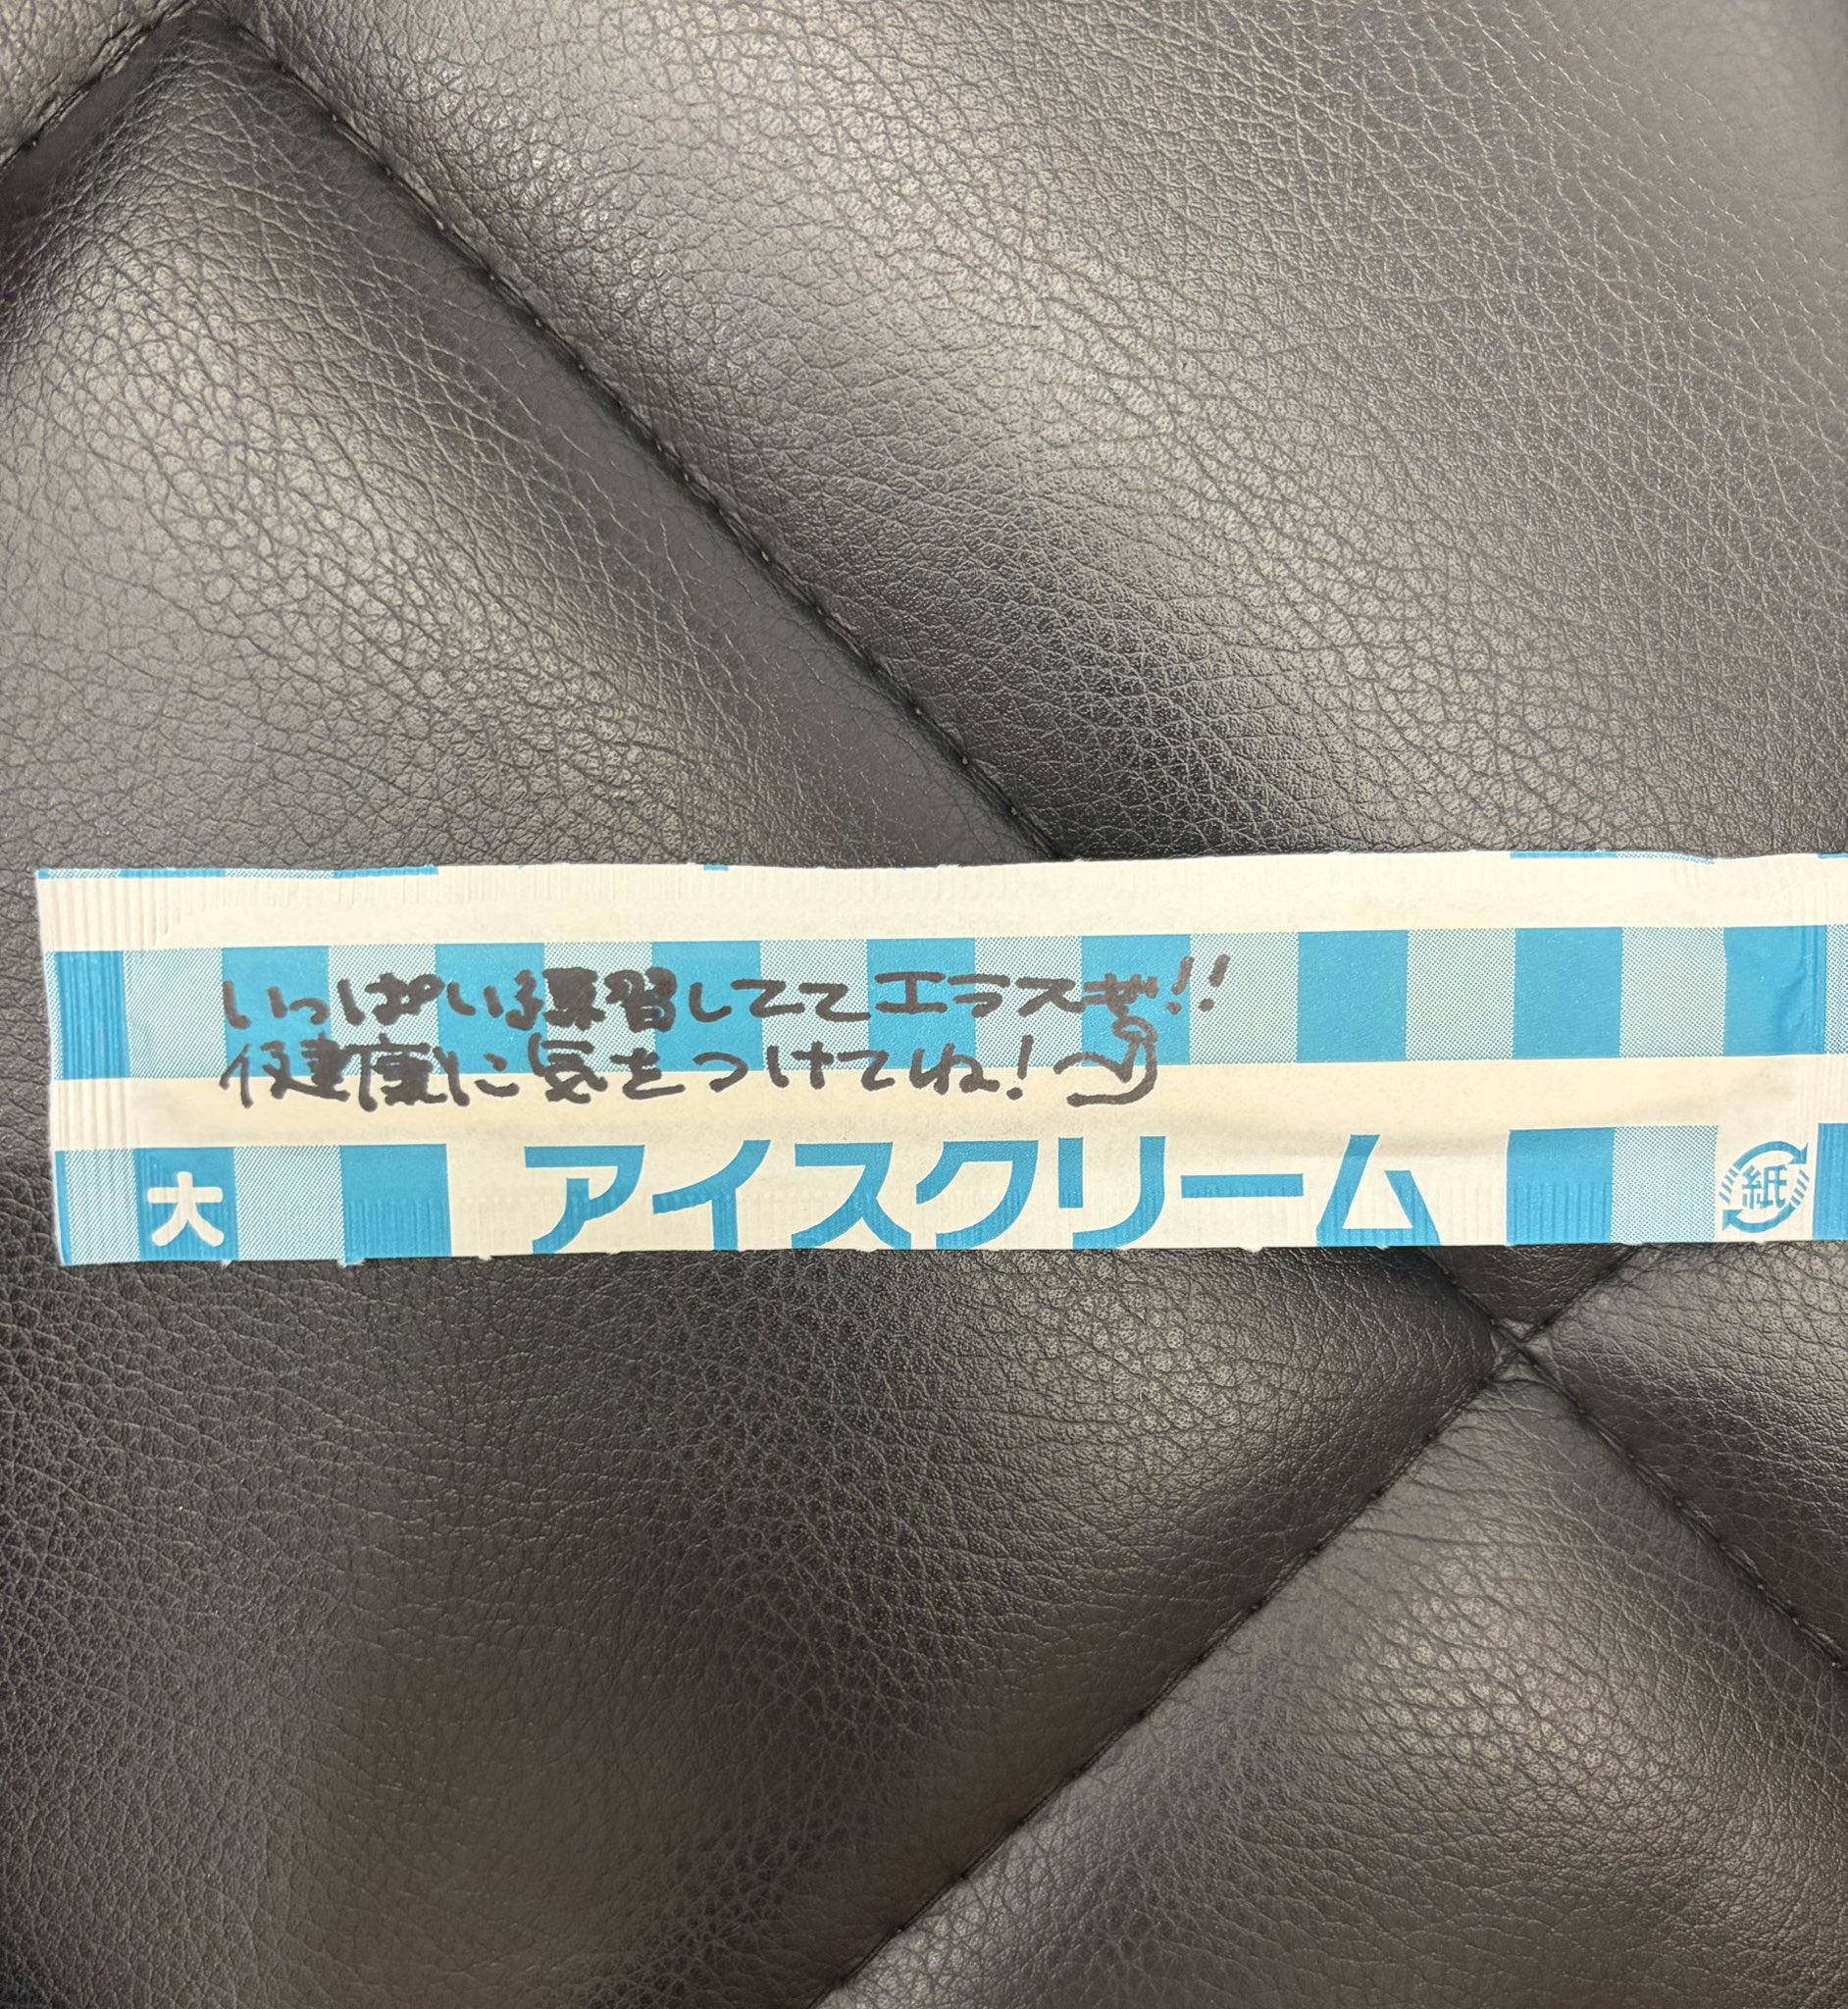 いっぱい練習しててエラスギ!!
健康に気をつけてね!
アイスクリーム
大
紙